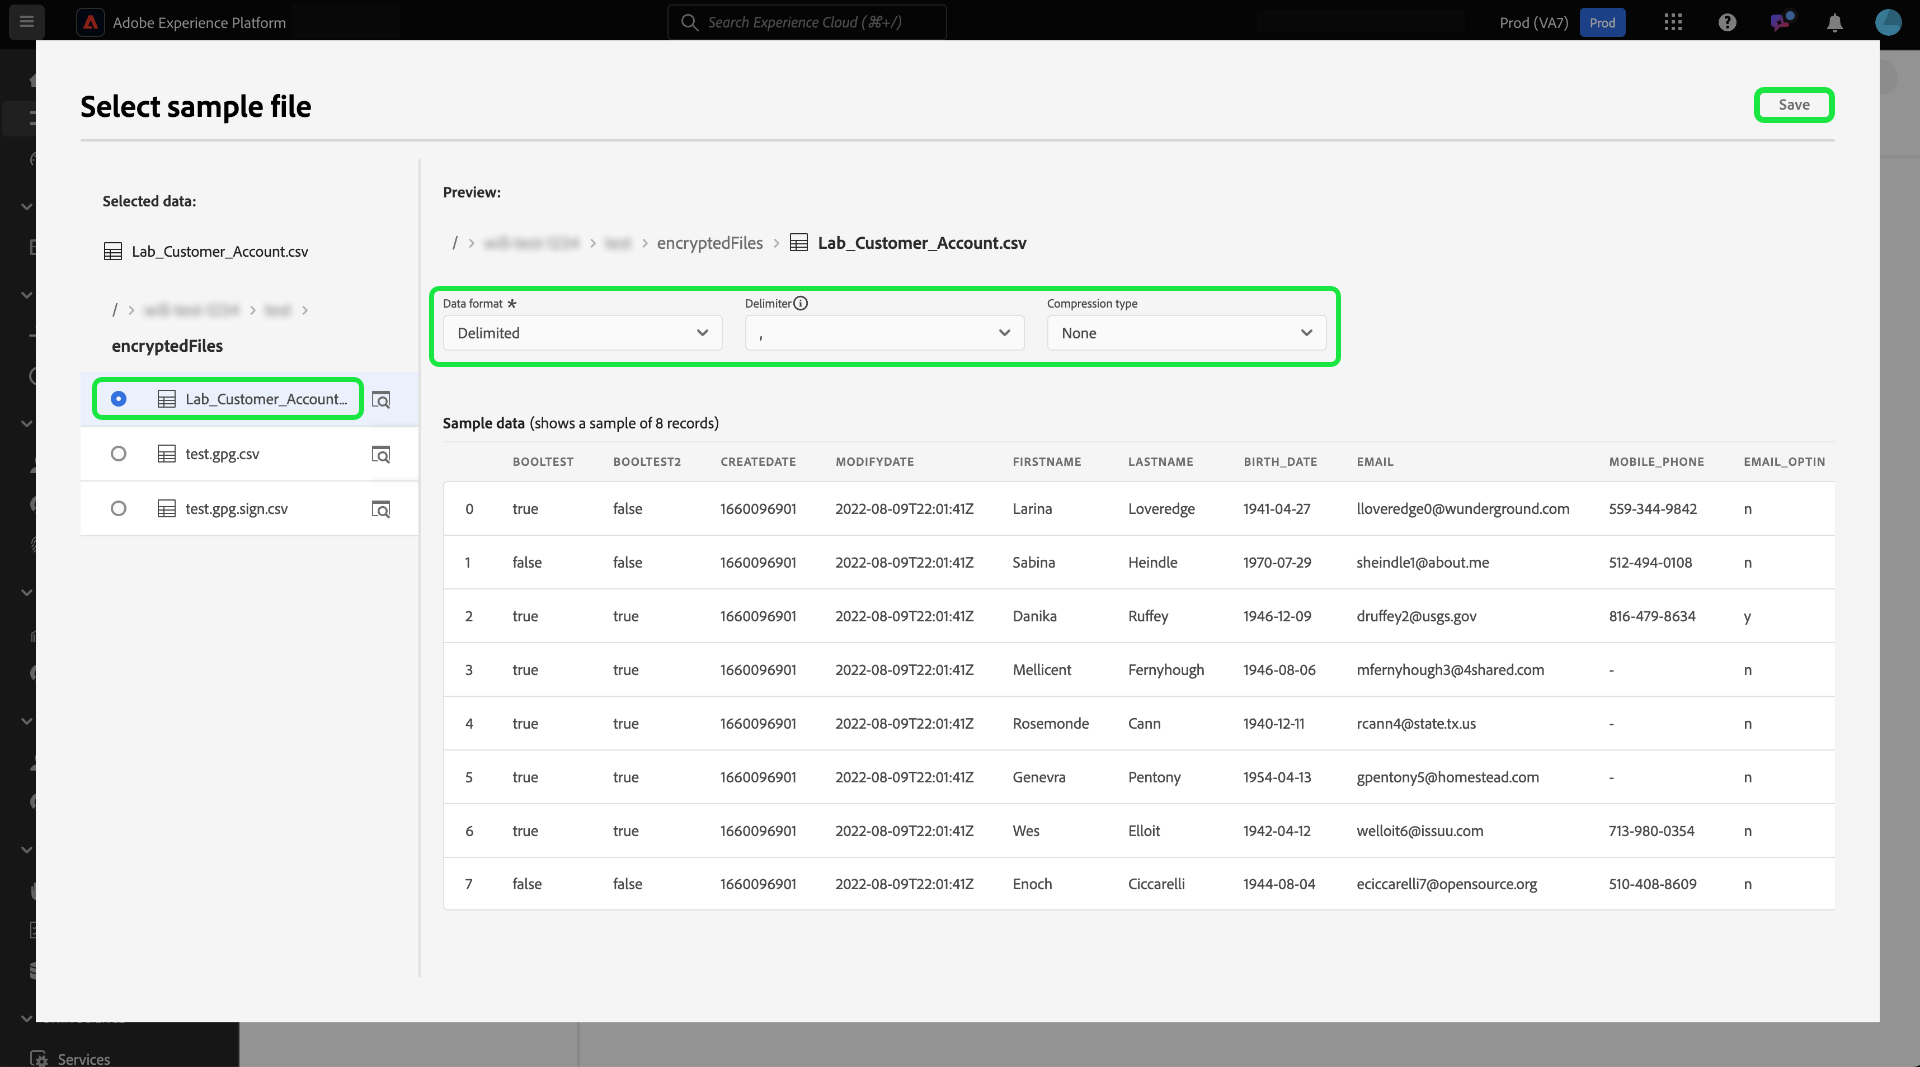 Adobe Experience Platform
Search Experience Cloud (⌘+/)
Prod (VA7)
Prod
Select sample file
Save
Selected data:
Lab_Customer_Account.csv
/ > > >
encryptedFiles
Lab_Customer_Account...
test.gpg.csv
test.gpg.sign.csv
Preview:
/ > > > encryptedFiles > Lab_Customer_Account.csv
Data format * Delimiter Compression type
Delimited , None
Sample data (shows a sample of 8 records)
BOOLTEST BOOLTEST2 CREATEDATE MODIFYDATE FIRSTNAME LASTNAME BIRTH_DATE EMAIL MOBILE_PHONE EMAIL_OPTIN
0 true false 1660096901 2022-08-09T22:01:41Z Larina Loveredge 1941-04-27 lloveredge0@wunderground.com 559-344-9842 n
1 false false 1660096901 2022-08-09T22:01:41Z Sabina Heindle 1970-07-29 sheindle1@about.me 512-494-0108 n
2 true true 1660096901 2022-08-09T22:01:41Z Danika Ruffey 1946-12-09 druffey2@usgs.gov 816-479-8634 y
3 true true 1660096901 2022-08-09T22:01:41Z Mellicent Fernyhough 1946-08-06 mfernyhough3@4shared.com - n
4 true true 1660096901 2022-08-09T22:01:41Z Rosemonde Cann 1940-12-11 rcann4@state.tx.us - n
5 true true 1660096901 2022-08-09T22:01:41Z Genevra Pentony 1954-04-13 gpentony5@homestead.com - n
6 true true 1660096901 2022-08-09T22:01:41Z Wes Elloit 1942-04-12 welloit6@issuu.com 713-980-0354 n
7 false false 1660096901 2022-08-09T22:01:41Z Enoch Ciccarelli 1944-08-04 eciccarelli7@opensource.org 510-408-8609 n
Services